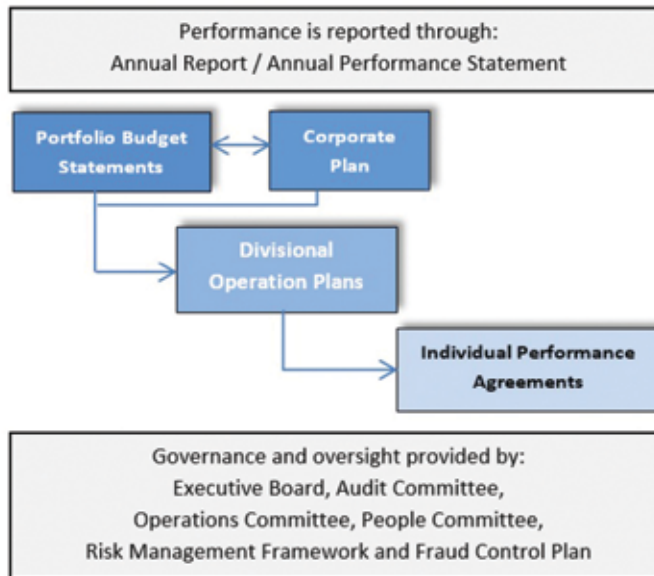 Performance is reported through:
Annual Report / Annual Performance Statement
Portfolio Budget
Statements
Corporate
Plan
Divisional
Operation Plans
Individual Performance
Agreements
Governance and oversight provided by:
Executive Board, Audit Committee,
Operations Committee, People Committee,
Risk Management Framework and Fraud Control Plan